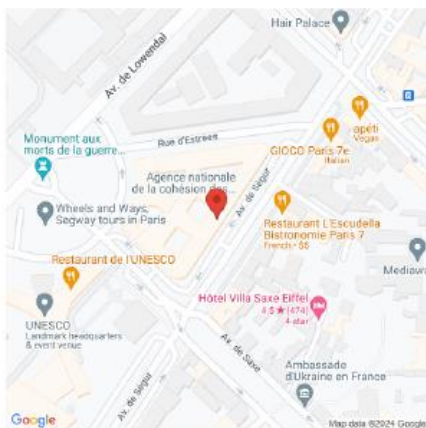 Hair Palace
Av. de Lowendal
apéti
Vegan
Rue d'Estrées
GIOCO Paris 7e
Italian
Monument aux
morts de la guerre...
Agence nationale
de la cohésion des...
Av. de Ségur
Wheels and Ways,
Segway tours in Paris
Restaurant L'Escudella
Bistronomie Paris 7
French • $$
Restaurant de l'UNESCO
Mediawa
Hôtel Villa Saxe Eiffel
4.5 ★ (474)
4-star
UNESCO
Landmark headquarters
& event venue
Av. de Saxe
Ambassade
d'Ukraine en France
Av. de Ségur
Google
Map data ©2024 Google